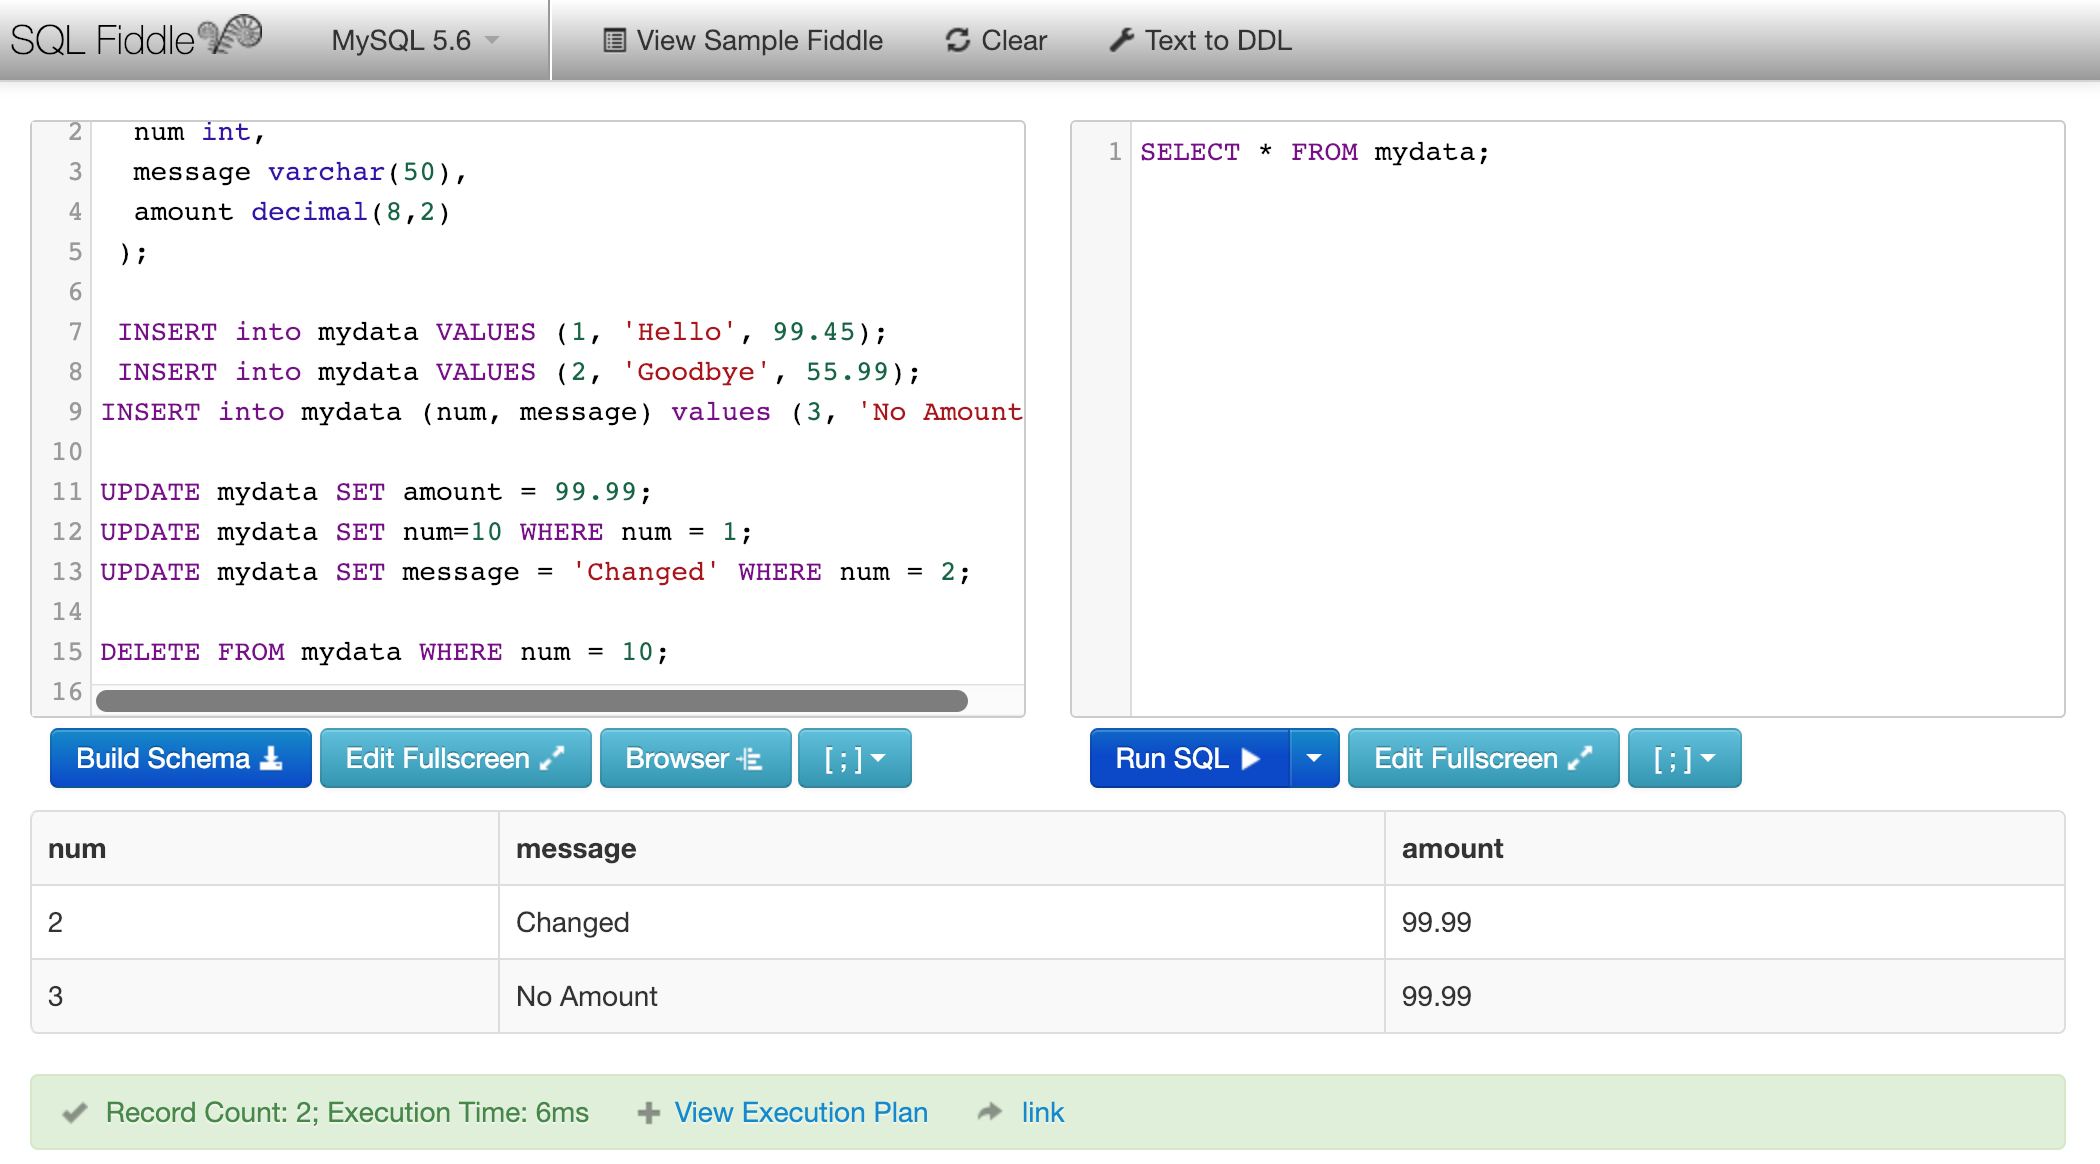 SQL Fiddle MySQL 5.6 View Sample Fiddle Clear Text to DDL
2 num int,
3 message varchar(50),
4 amount decimal(8,2)
5 );
6
7 INSERT into mydata VALUES (1, 'Hello', 99.45);
8 INSERT into mydata VALUES (2, 'Goodbye', 55.99);
9 INSERT into mydata (num, message) values (3, 'No Amount
10
11 UPDATE mydata SET amount = 99.99;
12 UPDATE mydata SET num=10 WHERE num = 1;
13 UPDATE mydata SET message = 'Changed' WHERE num = 2;
14
15 DELETE FROM mydata WHERE num = 10;
16
1 SELECT * FROM mydata;
Build Schema Edit Fullscreen Browser [ ; ]
Run SQL Edit Fullscreen [ ; ]
num message amount
2 Changed 99.99
3 No Amount 99.99
Record Count: 2; Execution Time: 6ms View Execution Plan link